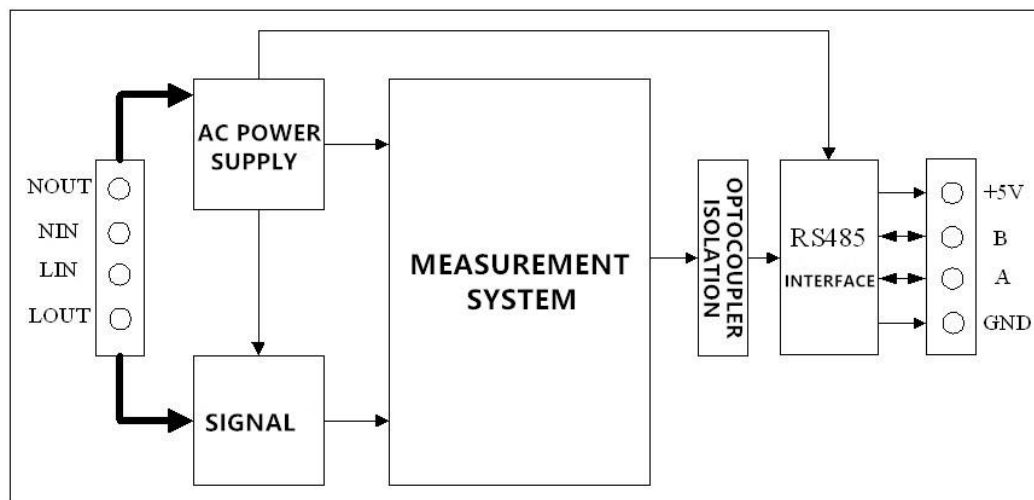 NOUT
NIN
LIN
LOUT
AC POWER
SUPPLY
SIGNAL
MEASUREMENT
SYSTEM
OPTOCOUPLER
ISOLATION
RS485
INTERFACE
+5V
B
A
GND